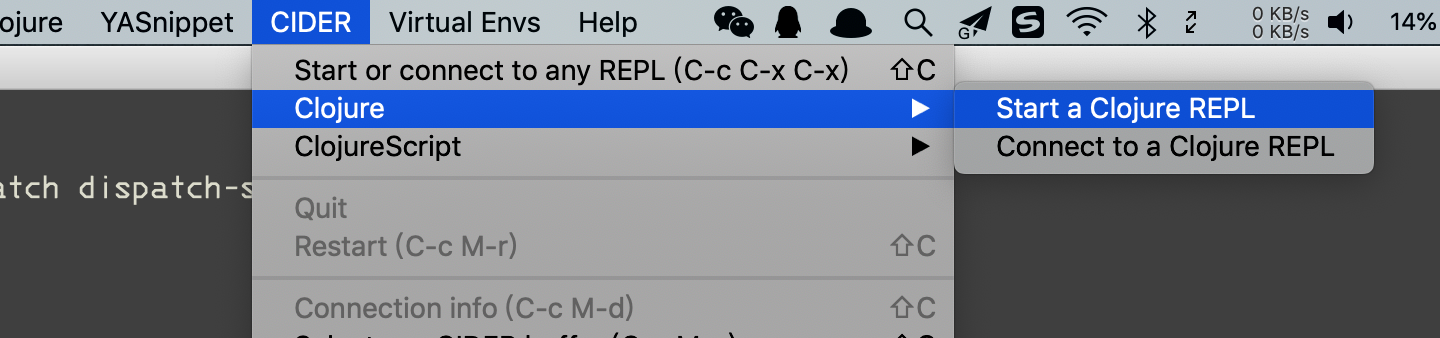 ojure YASnippet CIDER Virtual Envs Help G S 0 KB/s 14%
0 KB/s
Start or connect to any REPL (C-c C-x C-x) ⇧C
Clojure ▶ Start a Clojure REPL
ClojureScript ▶ Connect to a Clojure REPL
atch dispatch-s
Quit
Restart (C-c M-r) ⇧C
Connection info (C-c M-d) ⇧C